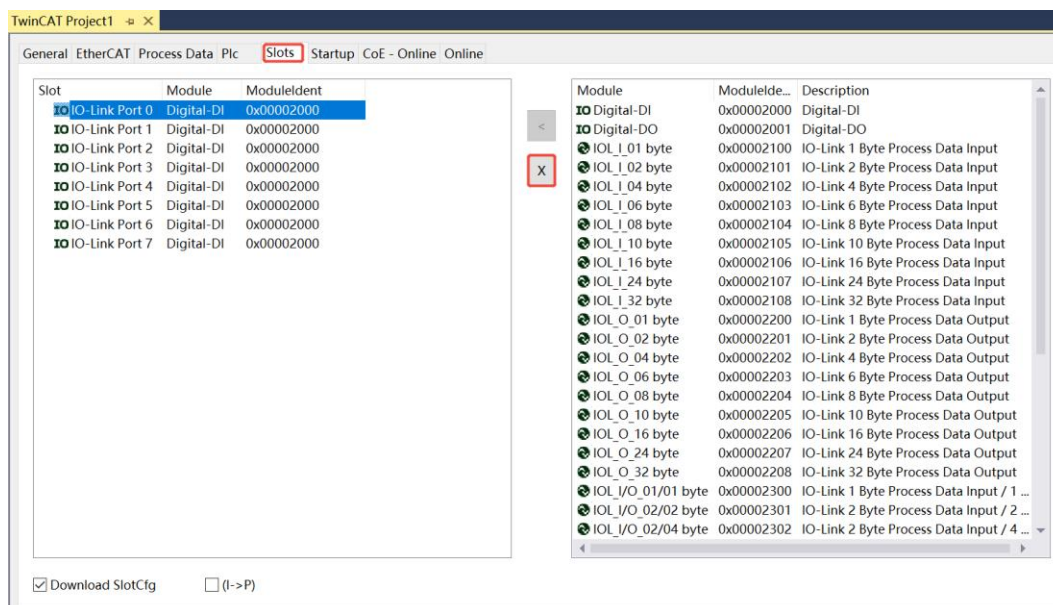 TwinCAT Project1
General EtherCAT Process Data Plc Slots Startup CoE - Online Online
Slot Module ModuleIdent
IO IO-Link Port 0 Digital-DI 0x00002000
IO IO-Link Port 1 Digital-DI 0x00002000
IO IO-Link Port 2 Digital-DI 0x00002000
IO IO-Link Port 3 Digital-DI 0x00002000
IO IO-Link Port 4 Digital-DI 0x00002000
IO IO-Link Port 5 Digital-DI 0x00002000
IO IO-Link Port 6 Digital-DI 0x00002000
IO IO-Link Port 7 Digital-DI 0x00002000
<
X
Module ModuleIde... Description
IO Digital-DI 0x00002000 Digital-DI
IO Digital-DO 0x00002001 Digital-DO
IOL_I_01 byte 0x00002100 IO-Link 1 Byte Process Data Input
IOL_I_02 byte 0x00002101 IO-Link 2 Byte Process Data Input
IOL_I_04 byte 0x00002102 IO-Link 4 Byte Process Data Input
IOL_I_06 byte 0x00002103 IO-Link 6 Byte Process Data Input
IOL_I_08 byte 0x00002104 IO-Link 8 Byte Process Data Input
IOL_I_10 byte 0x00002105 IO-Link 10 Byte Process Data Input
IOL_I_16 byte 0x00002106 IO-Link 16 Byte Process Data Input
IOL_I_24 byte 0x00002107 IO-Link 24 Byte Process Data Input
IOL_I_32 byte 0x00002108 IO-Link 32 Byte Process Data Input
IOL_O_01 byte 0x00002200 IO-Link 1 Byte Process Data Output
IOL_O_02 byte 0x00002201 IO-Link 2 Byte Process Data Output
IOL_O_04 byte 0x00002202 IO-Link 4 Byte Process Data Output
IOL_O_06 byte 0x00002203 IO-Link 6 Byte Process Data Output
IOL_O_08 byte 0x00002204 IO-Link 8 Byte Process Data Output
IOL_O_10 byte 0x00002205 IO-Link 10 Byte Process Data Output
IOL_O_16 byte 0x00002206 IO-Link 16 Byte Process Data Output
IOL_O_24 byte 0x00002207 IO-Link 24 Byte Process Data Output
IOL_O_32 byte 0x00002208 IO-Link 32 Byte Process Data Output
IOL_I/O_01/01 byte 0x00002300 IO-Link 1 Byte Process Data Input / 1 ...
IOL_I/O_02/02 byte 0x00002301 IO-Link 2 Byte Process Data Input / 2 ...
IOL_I/O_02/04 byte 0x00002302 IO-Link 2 Byte Process Data Input / 4 ...
Download SlotCfg (I->P)